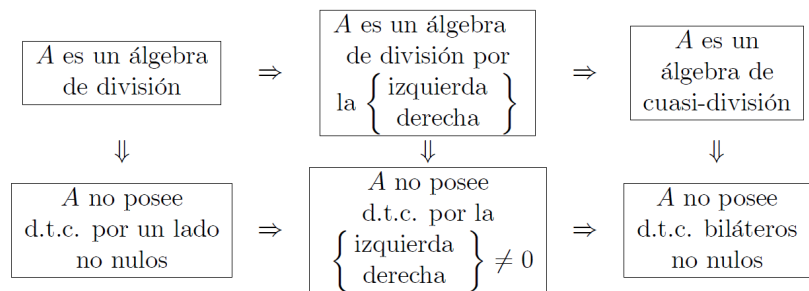 A es un álgebra
de división
⇒
A es un álgebra
de división por
la { izquierda
derecha }
⇒
A es un
álgebra de
cuasi-división
⇓
⇓
⇓
A no posee
d.t.c. por un lado
no nulos
⇒
A no posee
d.t.c. por la
{ izquierda
derecha } ≠ 0
⇒
A no posee
d.t.c. biláteros
no nulos